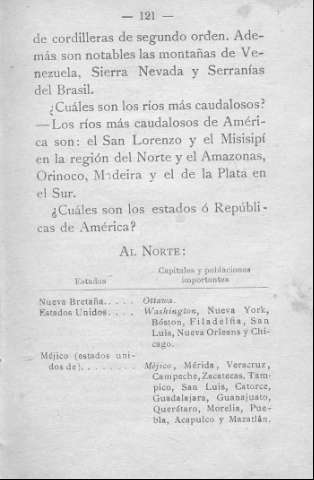 — 121 —
de cordilleras de segundo orden. Ade-
más son notables las montañas de Ve-
nezuela, Sierra Nevada y Serranías
del Brasil.
¿Cuáles son los ríos más caudalosos?
—Los ríos más caudalosos de Améri-
ca son: el San Lorenzo y el Misisipí
en la región del Norte y el Amazonas,
Orinoco, Madeira y el de la Plata en
el Sur.
¿Cuáles son los estados ó Repúbli-
cas de América?
AL NORTE:
Estados
Capitales y poblaciones
importantes
Nueva Bretaña..... Ottawa.
Estados Unidos.... Washington, Nueva York,
Bóston, Filadelfia, San
Luis, Nueva Orleans y Chi-
cago.
Méjico (estados uni-
dos de)........ Méjico, Mérida, Veracruz,
Campeche, Zacatecas, Tam-
pico, San Luis, Catorce,
Guadalajara, Guanajuato,
Querétaro, Morelia, Pue-
bla, Acapulco y Mazatlán.